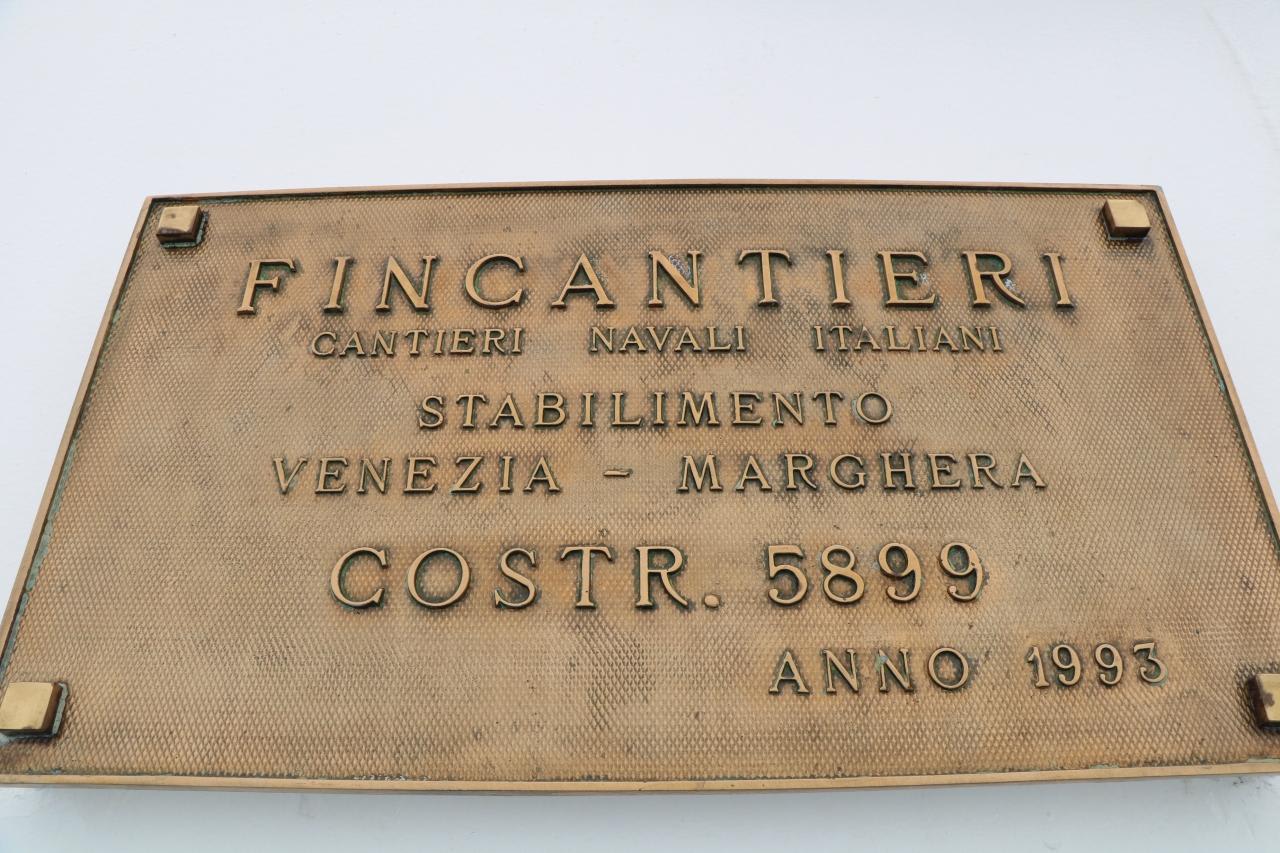 FINCANTIERI
CANTIERI NAVALI ITALIANI
STABILIMENTO
VENEZIA - MARGHERA
COSTR. 5899
ANNO 1993